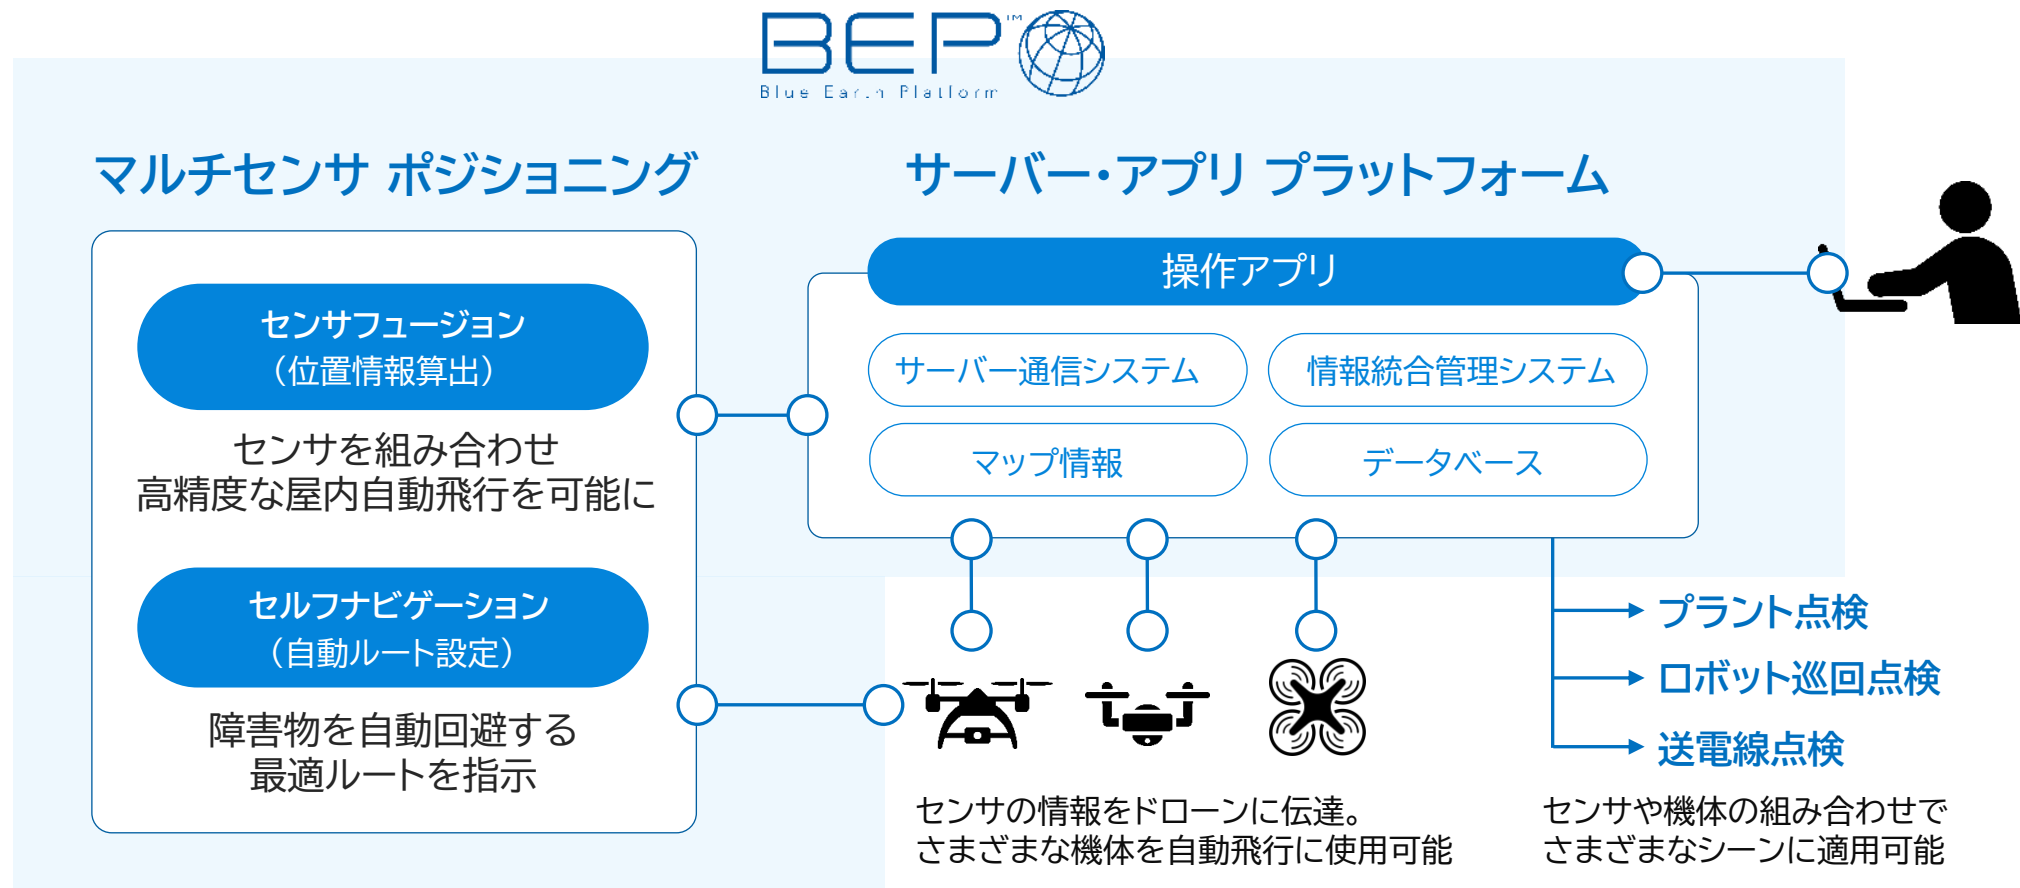 BEP™
Blue Earth Platform
マルチセンサ ポジショニング
センサフュージョン
（位置情報算出）
センサを組み合わせ
高精度な屋内自動飛行を可能に
セルフナビゲーション
（自動ルート設定）
障害物を自動回避する
最適ルートを指示
サーバー・アプリ プラットフォーム
操作アプリ
サーバー通信システム
情報統合管理システム
マップ情報
データベース
センサの情報をドローンに伝達。
さまざまな機体を自動飛行に使用可能
プラント点検
ロボット巡回点検
送電線点検
センサや機体の組み合わせで
さまざまなシーンに適用可能